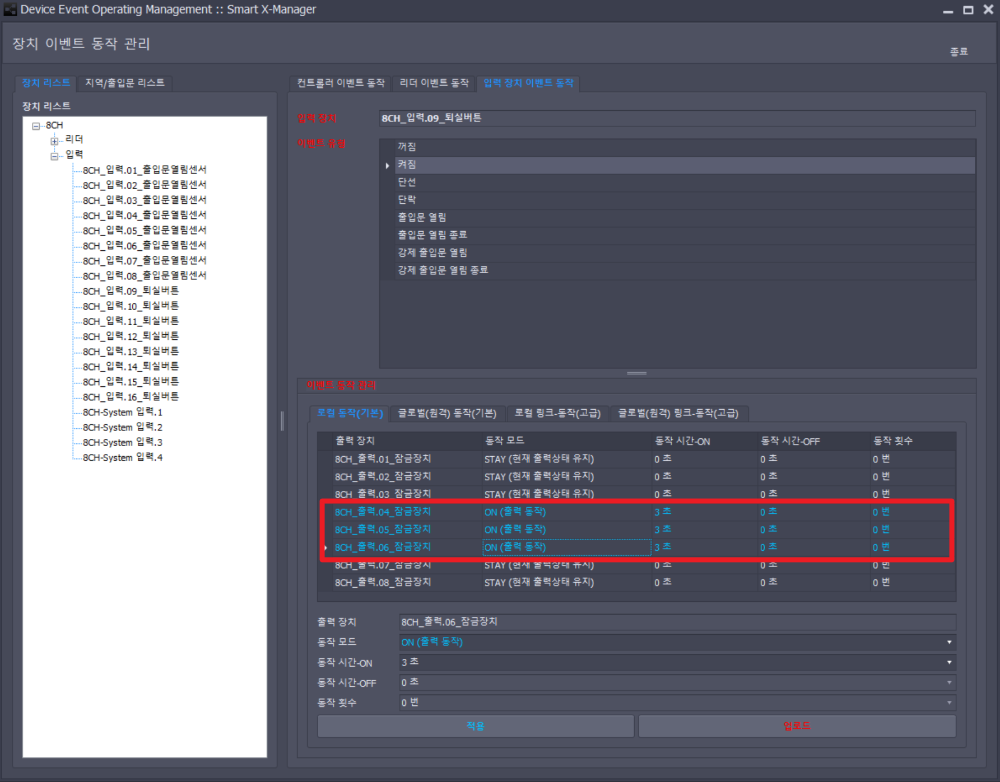 Device Event Operating Management :: Smart X-Manager
장치 이벤트 동작 관리
종료
장치 리스트
지역/출입문 리스트
장치 리스트
8CH
리더
입력
8CH_입력.01_출입문열림센서
8CH_입력.02_출입문열림센서
8CH_입력.03_출입문열림센서
8CH_입력.04_출입문열림센서
8CH_입력.05_출입문열림센서
8CH_입력.06_출입문열림센서
8CH_입력.07_출입문열림센서
8CH_입력.08_출입문열림센서
8CH_입력.09_퇴실버튼
8CH_입력.10_퇴실버튼
8CH_입력.11_퇴실버튼
8CH_입력.12_퇴실버튼
8CH_입력.13_퇴실버튼
8CH_입력.14_퇴실버튼
8CH_입력.15_퇴실버튼
8CH_입력.16_퇴실버튼
8CH-System 입력.1
8CH-System 입력.2
8CH-System 입력.3
8CH-System 입력.4
컨트롤러 이벤트 동작 리더 이벤트 동작 입력 장치 이벤트 동작
입력 장치 8CH_입력.09_퇴실버튼
이벤트 유형
꺼짐
켜짐
단선
단락
출입문 열림
출입문 열림 종료
강제 출입문 열림
강제 출입문 열림 종료
이벤트 동작 관리
로컬 동작(기본) 글로벌(원격) 동작(기본) 로컬 링크-동작(고급) 글로벌(원격) 링크-동작(고급)
출력 장치 동작 모드 동작 시간-ON 동작 시간-OFF 동작 횟수
8CH_출력.01_잠금장치 STAY (현재 출력상태 유지) 0 초 0 초 0 번
8CH_출력.02_잠금장치 STAY (현재 출력상태 유지) 0 초 0 초 0 번
8CH_출력.03_잠금장치 STAY (현재 출력상태 유지) 0 초 0 초 0 번
8CH_출력.04_잠금장치 ON (출력 동작) 3 초 0 초 0 번
8CH_출력.05_잠금장치 ON (출력 동작) 3 초 0 초 0 번
8CH_출력.06_잠금장치 ON (출력 동작) 3 초 0 초 0 번
8CH_출력.07_잠금장치 STAY (현재 출력상태 유지) 0 초 0 초 0 번
8CH_출력.08_잠금장치 STAY (현재 출력상태 유지) 0 초 0 초 0 번
출력 장치 8CH_출력.06_잠금장치
동작 모드 ON (출력 동작)
동작 시간-ON 3 초
동작 시간-OFF 0 초
동작 횟수 0 번
적용 업로드